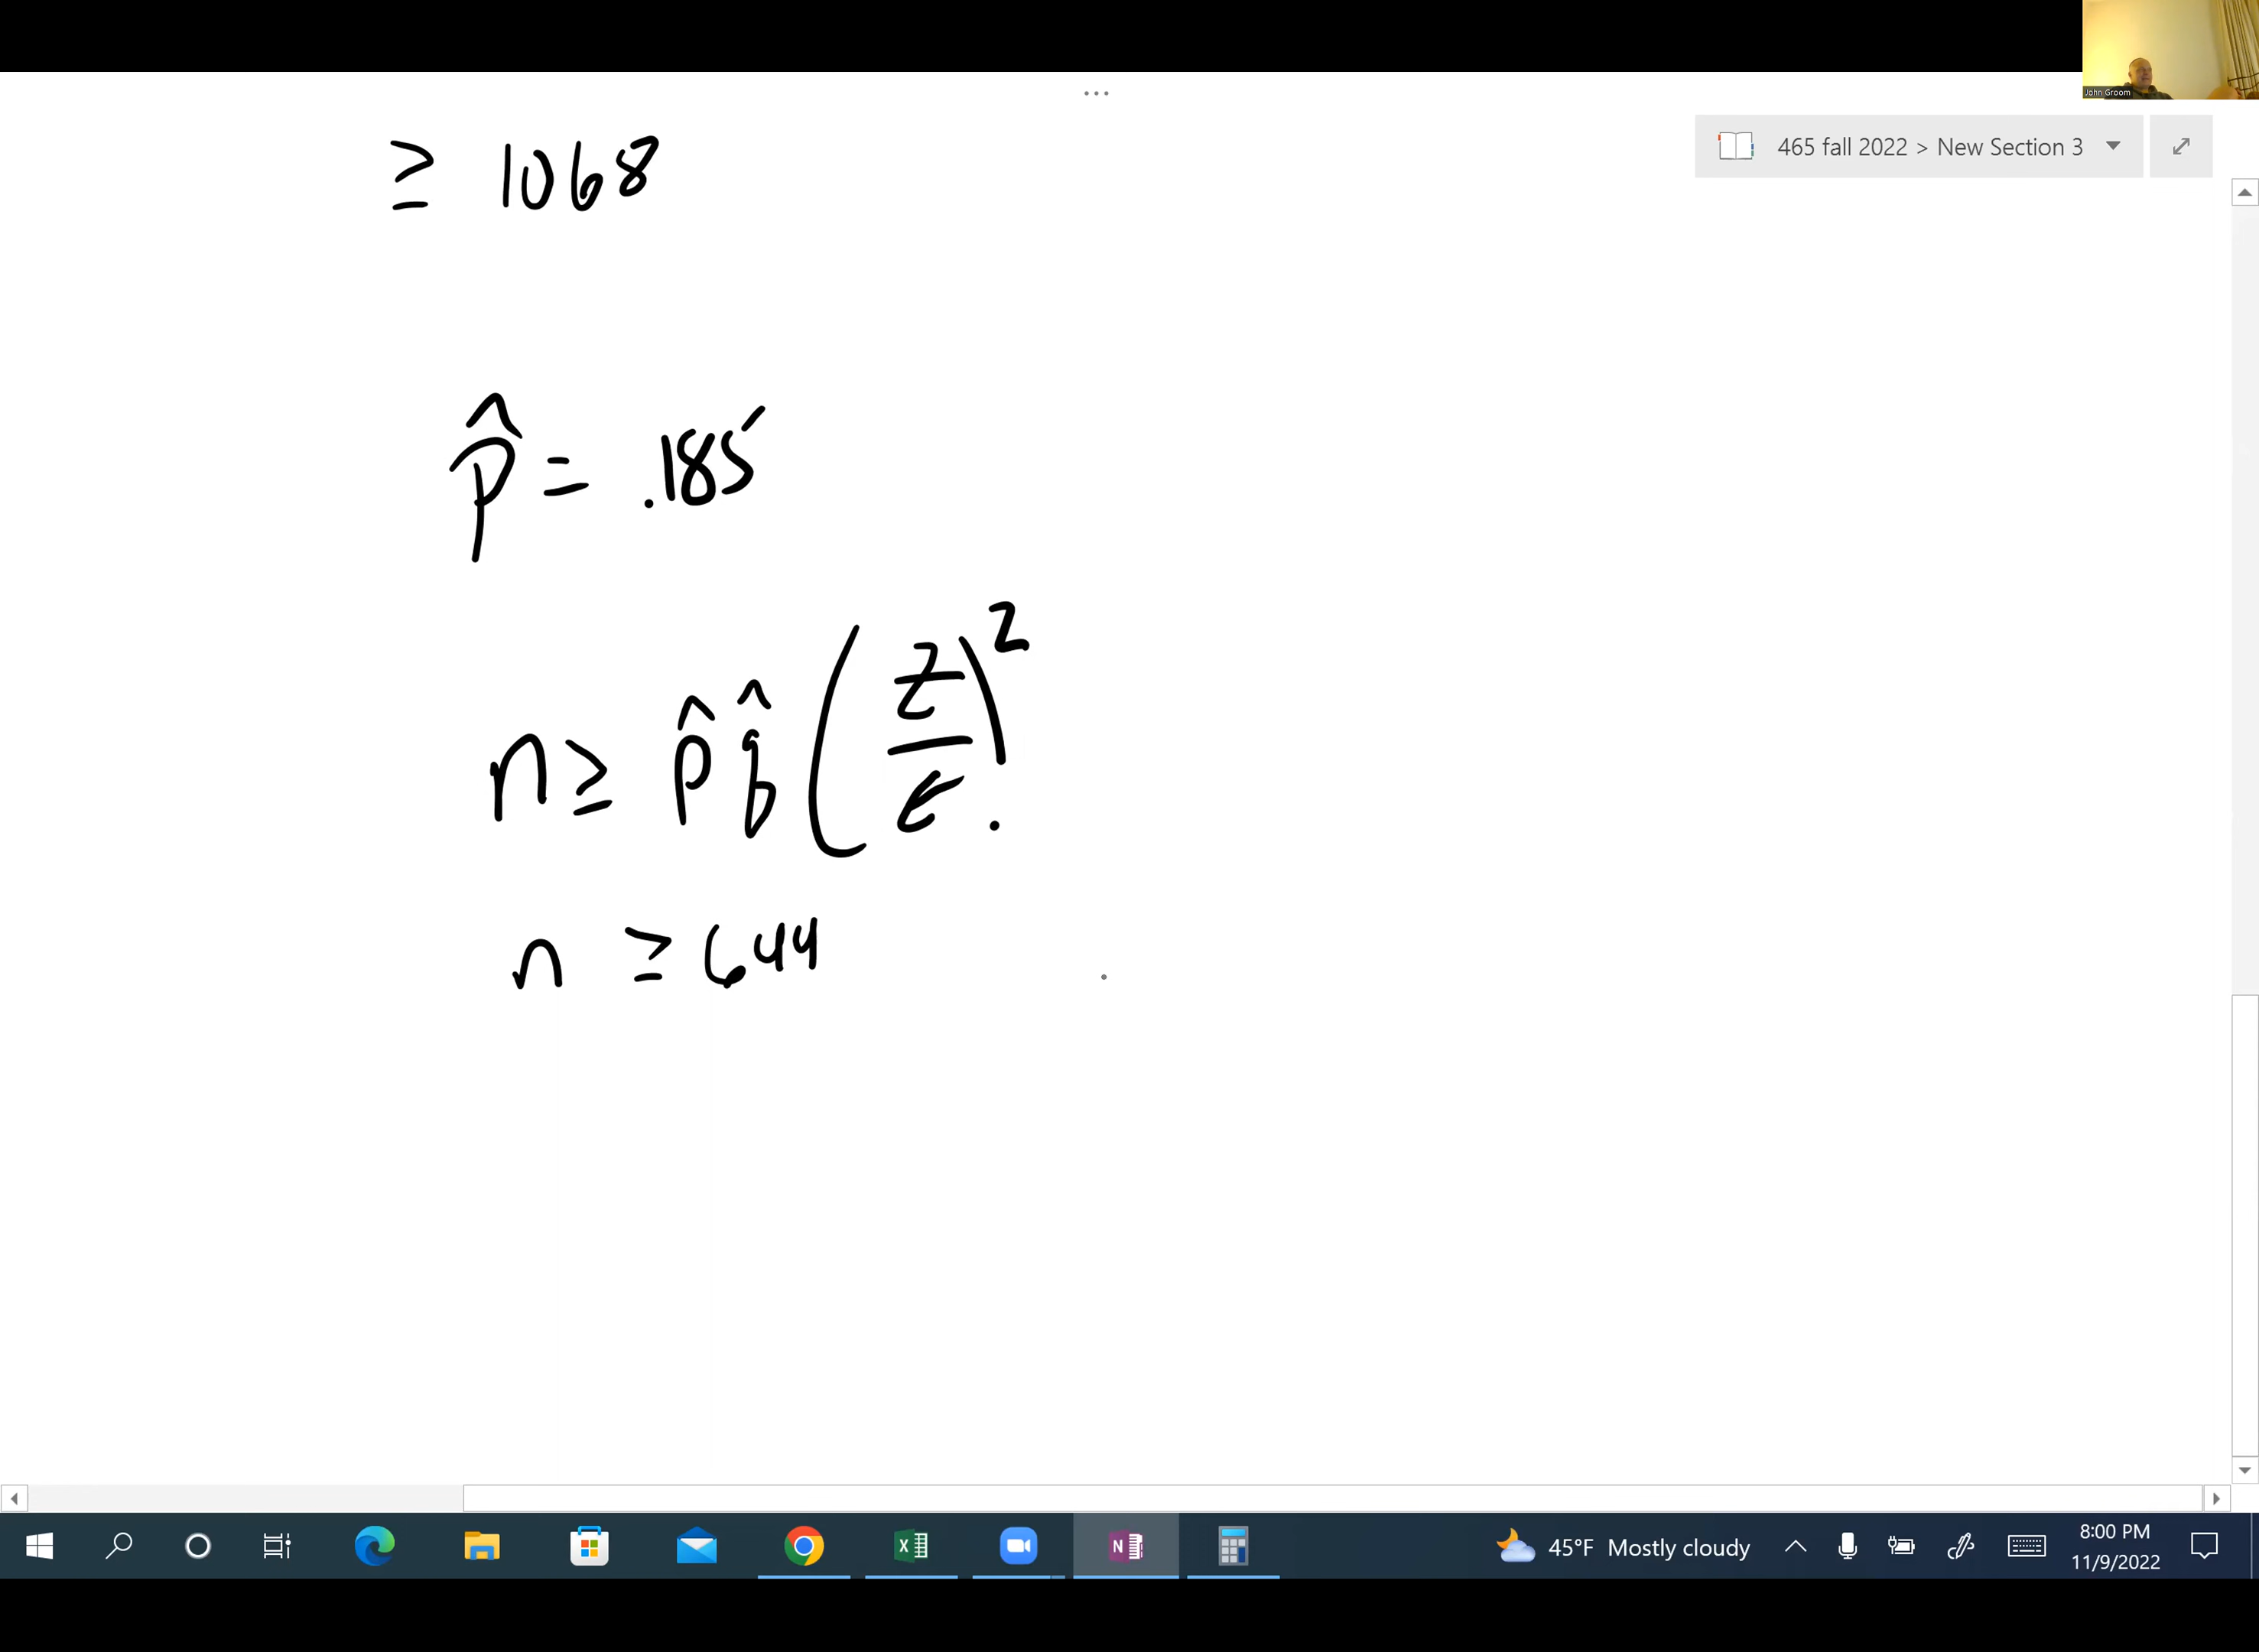 John Groom
465 fall 2022 > New Section 3
≥ 1068
p̂ = .185
n ≥ p̂ q̂ (z/ε)²
n ≥ 644
45°F Mostly cloudy
8:00 PM
11/9/2022